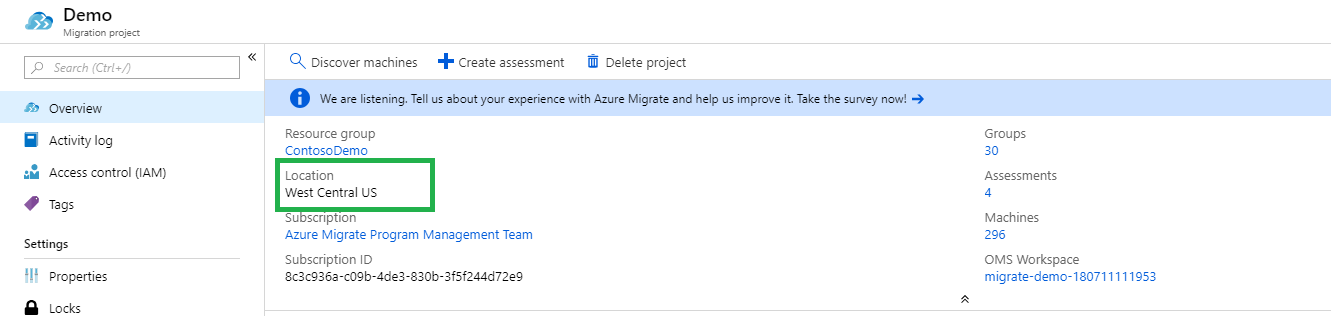 Demo
Migration project
Search (Ctrl+/)
Overview
Activity log
Access control (IAM)
Tags
Settings
Properties
Locks
Discover machines
Create assessment
Delete project
We are listening. Tell us about your experience with Azure Migrate and help us improve it. Take the survey now!
Resource group
ContosoDemo
Location
West Central US
Subscription
Azure Migrate Program Management Team
Subscription ID
8c3c936a-c09b-4de3-830b-3f5f244d72e9
Groups
30
Assessments
4
Machines
296
OMS Workspace
migrate-demo-180711111953